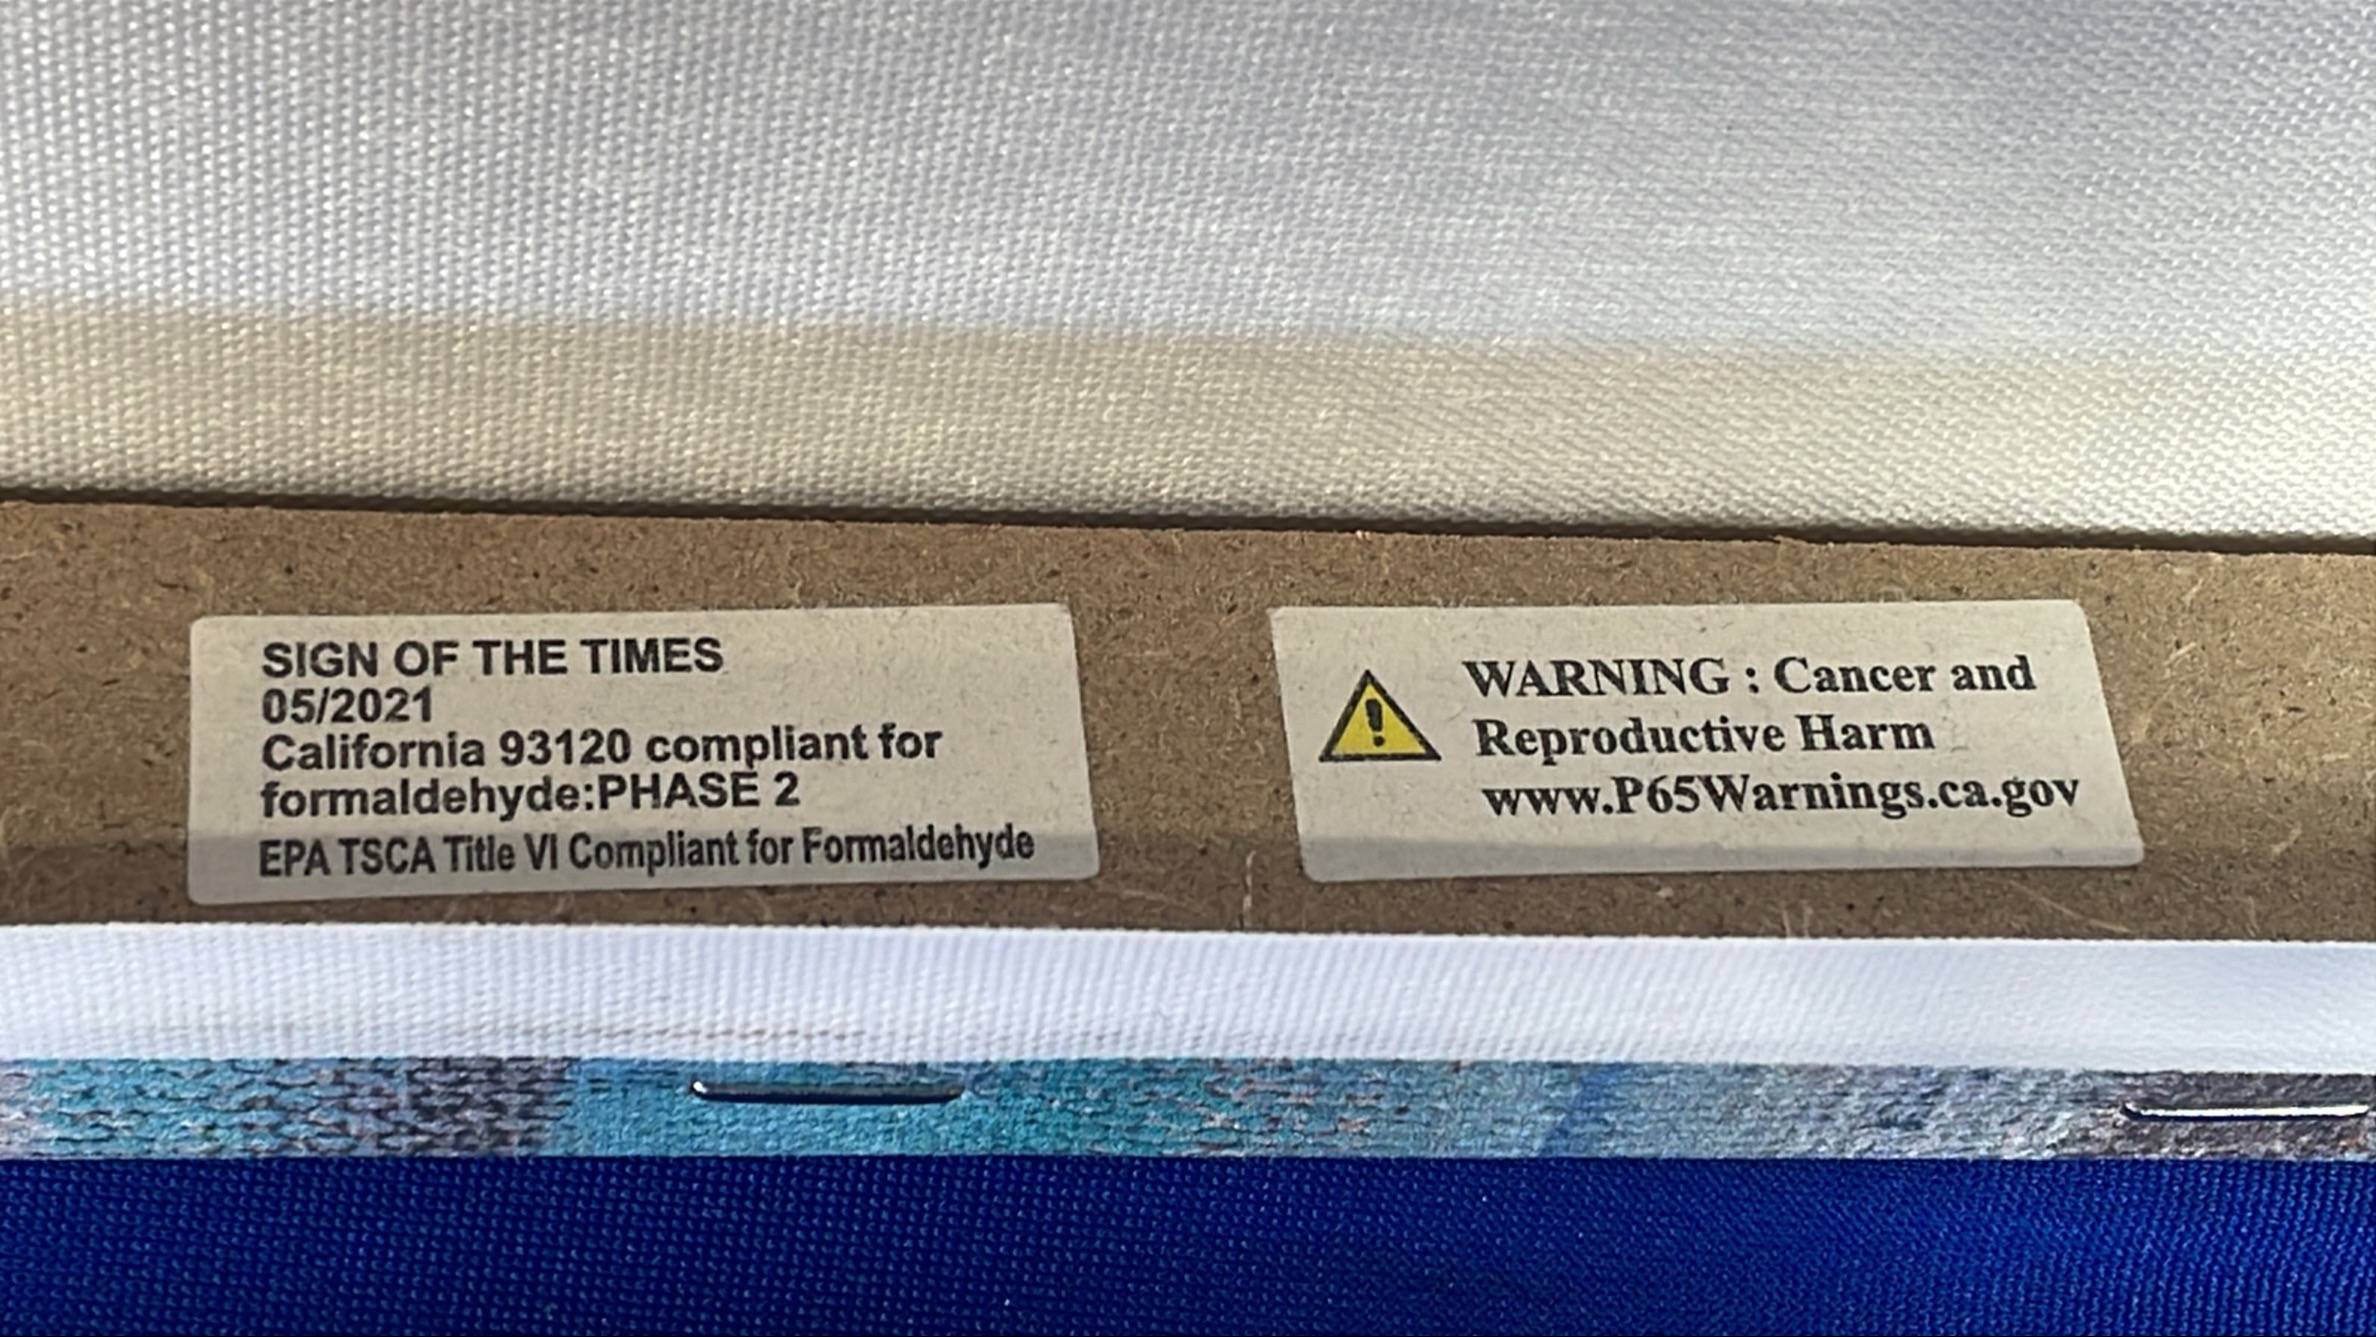 SIGN OF THE TIMES
05/2021
California 93120 compliant for
formaldehyde:PHASE 2
EPA TSCA Title VI Compliant for Formaldehyde
WARNING : Cancer and
Reproductive Harm
www.P65Warnings.ca.gov